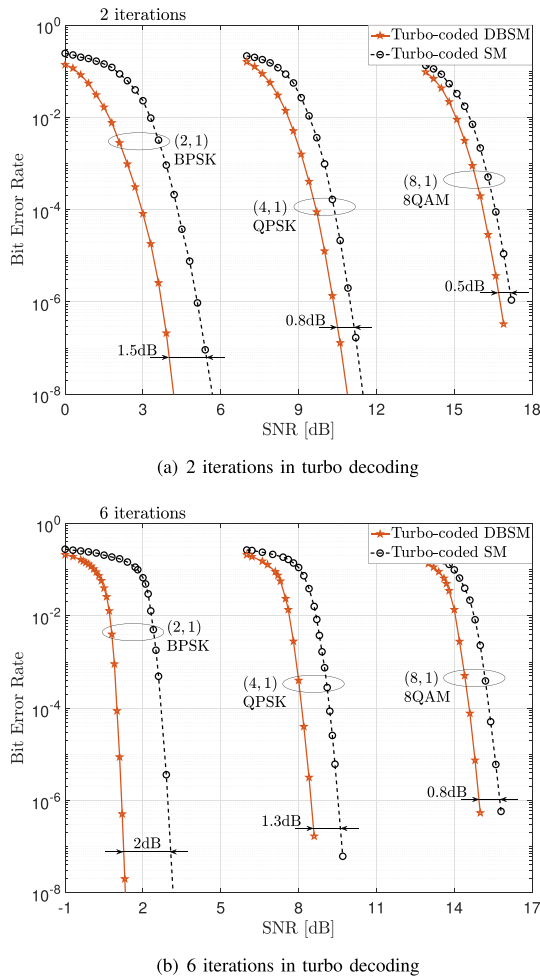 2 iterations
Turbo-coded DBSM
Turbo-coded SM
10^0
10^-2
10^-4
10^-6
10^-8
Bit Error Rate
(2, 1)
BPSK
(4, 1)
QPSK
(8, 1)
8QAM
1.5dB
0.8dB
0.5dB
0 3 6 9 12 15 18
SNR [dB]
(a) 2 iterations in turbo decoding
6 iterations
Turbo-coded DBSM
Turbo-coded SM
10^0
10^-2
10^-4
10^-6
10^-8
Bit Error Rate
(2, 1)
BPSK
(4, 1)
QPSK
(8, 1)
8QAM
2dB
1.3dB
0.8dB
-1 2 5 8 11 14 17
SNR [dB]
(b) 6 iterations in turbo decoding